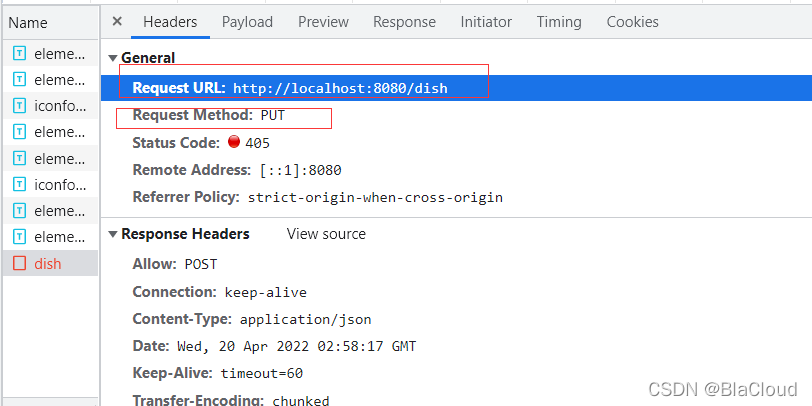 Name
× Headers Payload Preview Response Initiator Timing Cookies
eleme...
eleme...
iconfo...
eleme...
eleme...
iconfo...
eleme...
eleme...
dish
General
Request URL: http://localhost:8080/dish
Request Method: PUT
Status Code: 405
Remote Address: [::1]:8080
Referrer Policy: strict-origin-when-cross-origin
Response Headers View source
Allow: POST
Connection: keep-alive
Content-Type: application/json
Date: Wed, 20 Apr 2022 02:58:17 GMT
Keep-Alive: timeout=60
Transfer-Encoding: chunked
CSDN @BlaCloud